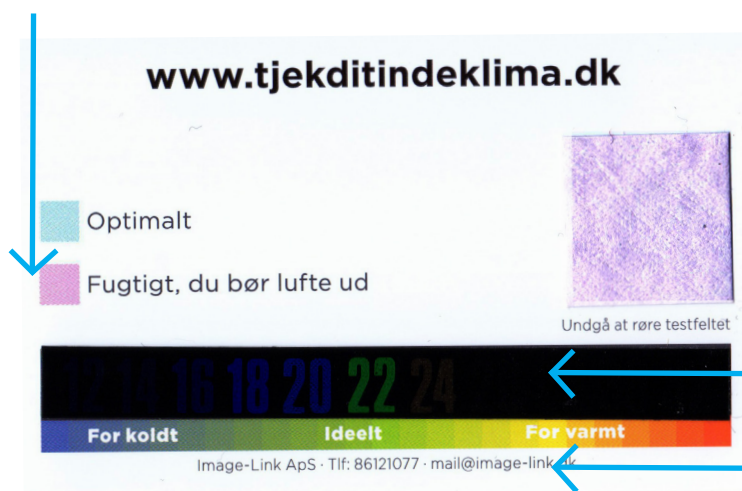 www.tjekditindeklima.dk
Optimalt
Fugtigt, du bør lufte ud
Undgå at røre testfeltet
12 14 16 18 20 22 24
For koldt Ideelt For varmt
Image-Link ApS · Tlf: 86121077 · mail@image-link.dk